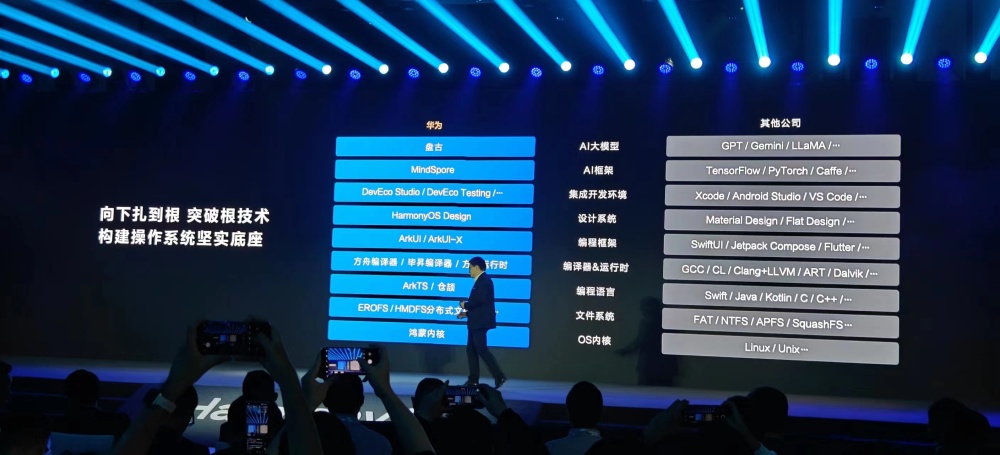 向下扎到根 突破根技术
构建操作系统坚实底座
华为
其他公司
盘古
AI大模型
GPT / Gemini / LLaMA /···
MindSpore
AI框架
TensorFlow / PyTorch / Caffe /···
DevEco Studio / DevEco Testing /···
集成开发环境
Xcode / Android Studio / VS Code /···
HarmonyOS Design
设计系统
Material Design / Flat Design /···
ArkUI / ArkUI-X
编程框架
SwiftUI / Jetpack Compose / Flutter /···
方舟编译器 / 毕昇编译器 / 方 运行时
编译器&运行时
GCC / CL / Clang+LLVM / ART / Dalvik /···
ArkTS / 仓颉
编程语言
Swift / Java / Kotlin / C / C++ /···
EROFS / HMDFS分布式文
文件系统
FAT / NTFS / APFS / SquashFS···
鸿蒙内核
OS内核
Linux / Unix···